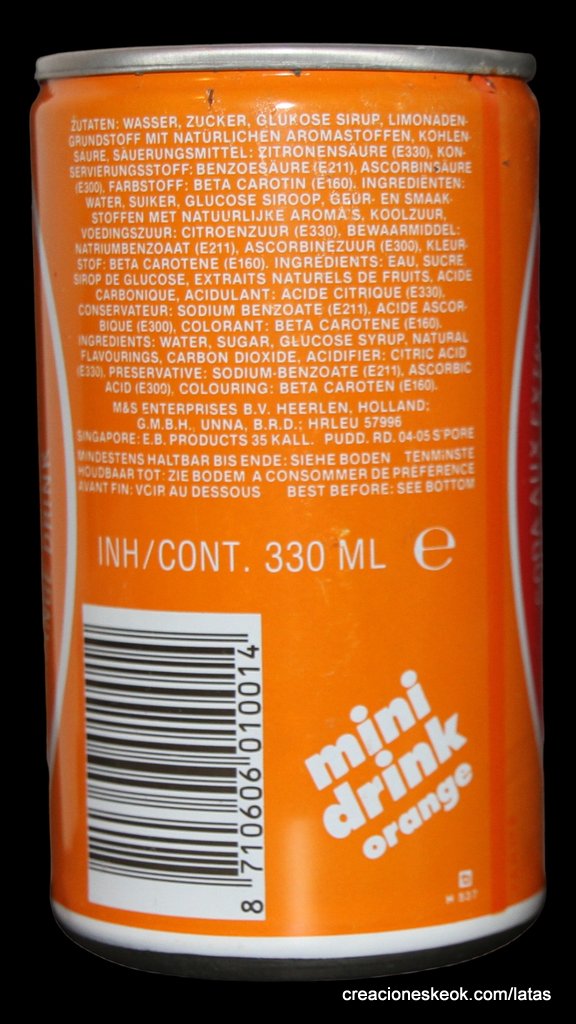 ZUTATEN: WASSER, ZUCKER, GLUKOSE SIRUP, LIMONADEN-
GRUNDSTOFF MIT NATÜRLICHEN AROMASTOFFEN, KOHLEN-
SÄURE, SÄUERUNGSMITTEL: ZITRONENSÄURE (E330), KON-
SERVIERUNGSSTOFF: BENZOESÄURE (E211), ASCORBINSÄURE
(E300), FARBSTOFF: BETA CAROTIN (E160). INGREDIËNTEN:
WATER, SUIKER, GLUCOSE SIROOP, GEUR- EN SMAAK-
STOFFEN MET NATUURLIJKE AROMA'S, KOOLZUUR,
VOEDINGSZUUR: CITROENZUUR (E330), BEWAARMIDDEL:
NATRIUMBENZOAAT (E211), ASCORBINEZUUR (E300), KLEUR-
STOF: BETA CAROTENE (E160). INGRÉDIENTS: EAU, SUCRE,
SIROP DE GLUCOSE, EXTRAITS NATURELS DE FRUITS, ACIDE
CARBONIQUE, ACIDULANT: ACIDE CITRIQUE (E330),
CONSERVATEUR: SODIUM BENZOATE (E211). ACIDE ASCOR-
BIQUE (E300), COLORANT: BETA CAROTENE (E160).
INGREDIENTS: WATER, SUGAR, GLUCOSE SYRUP, NATURAL
FLAVOURINGS, CARBON DIOXIDE, ACIDIFIER: CITRIC ACID
(E330), PRESERVATIVE: SODIUM-BENZOATE (E211), ASCORBIC
ACID (E300), COLOURING: BETA CAROTEN (E160).
M&S ENTERPRISES B.V. HEERLEN, HOLLAND:
G.M.B.H., UNNA, B.R.D.; HRLEU 57996
SINGAPORE: E.B. PRODUCTS 35 KALL. PUDD. RD. 04-05 S'PORE
MINDESTENS HALTBAR BIS ENDE: SIEHE BODEN TENMINSTE
HOUDBAAR TOT: ZIE BODEM A CONSOMMER DE PREFERENCE
AVANT FIN: VOIR AU DESSOUS BEST BEFORE: SEE BOTTOM
INH/CONT. 330 ML e
8 710606 010014
mini
drink
orange
creacioneskeok.com/latas